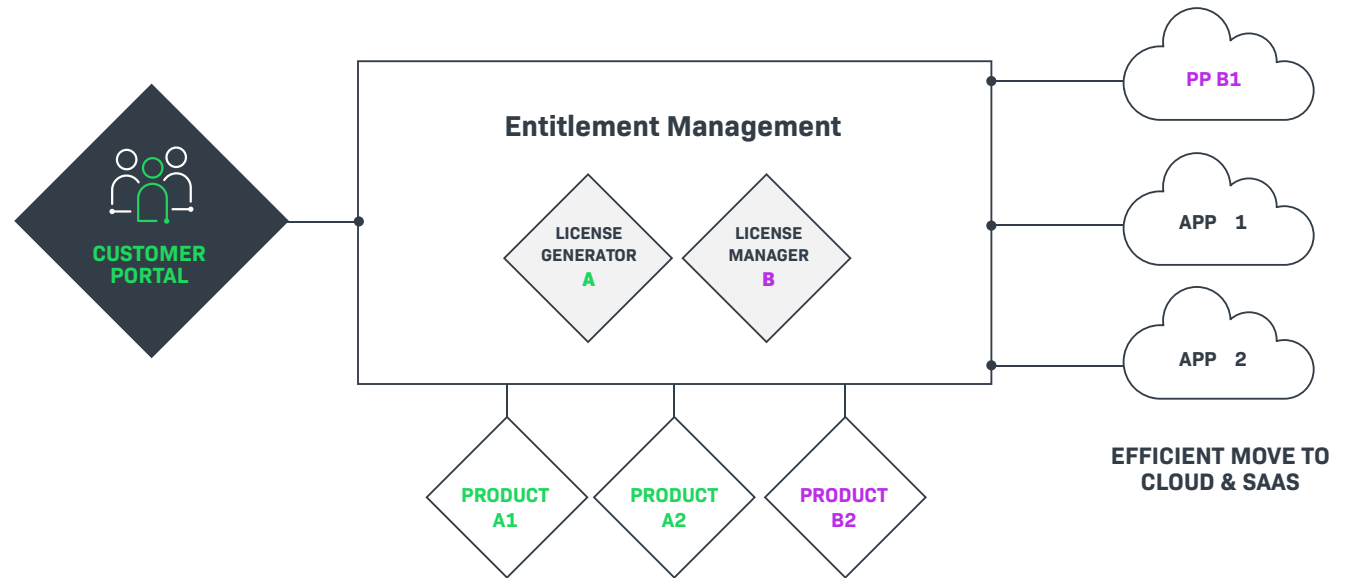 CUSTOMER
PORTAL
Entitlement Management
LICENSE
GENERATOR
A
LICENSE
MANAGER
B
PRODUCT
A1
PRODUCT
A2
PRODUCT
B2
PP B1
APP 1
APP 2
EFFICIENT MOVE TO
CLOUD & SAAS